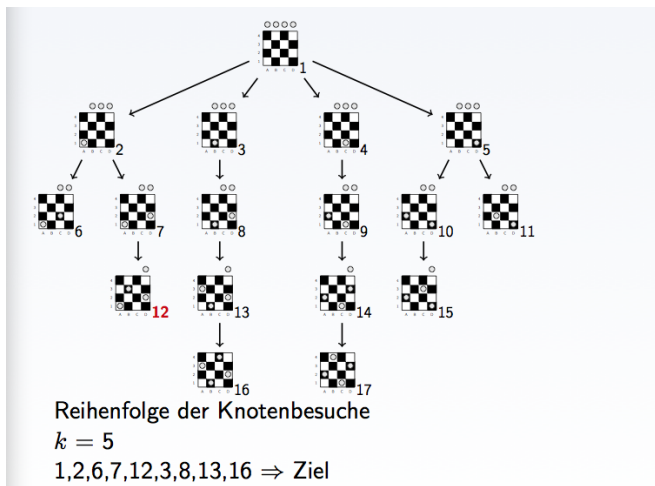 1
2 3 4 5
6 7 8 9 10 11
12 13 14 15
16 17
Reihenfolge der Knotenbesuche
k = 5
1,2,6,7,12,3,8,13,16 ⇒ Ziel